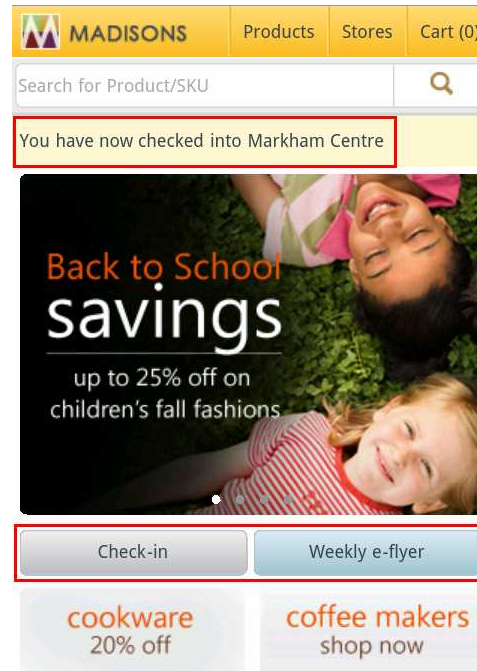 MADISONS Products Stores Cart (0)
Search for Product/SKU
You have now checked into Markham Centre
Back to School
savings
up to 25% off on
children's fall fashions
Check-in Weekly e-flyer
cookware coffee makers
20% off shop now